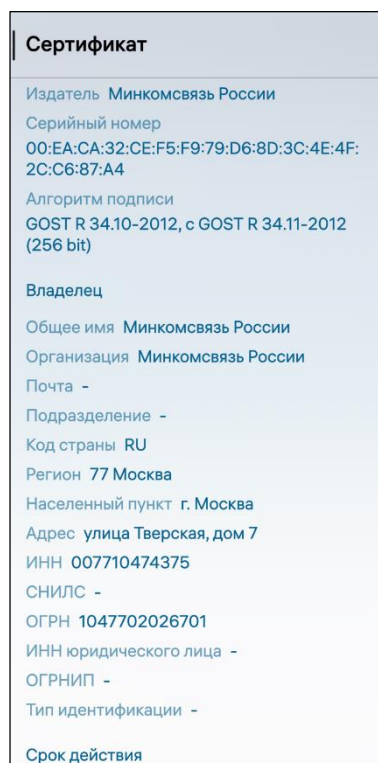 Сертификат
Издатель Минкомсвязь России
Серийный номер
00:EA:CA:32:CE:F5:F9:79:D6:8D:3C:4E:4F:
2C:C6:87:A4
Алгоритм подписи
GOST R 34.10-2012, с GOST R 34.11-2012
(256 bit)
Владелец
Общее имя Минкомсвязь России
Организация Минкомсвязь России
Почта -
Подразделение -
Код страны RU
Регион 77 Москва
Населенный пункт г. Москва
Адрес улица Тверская, дом 7
ИНН 007710474375
СНИЛС -
ОГРН 1047702026701
ИНН юридического лица -
ОГРНИП -
Тип идентификации -
Срок действия